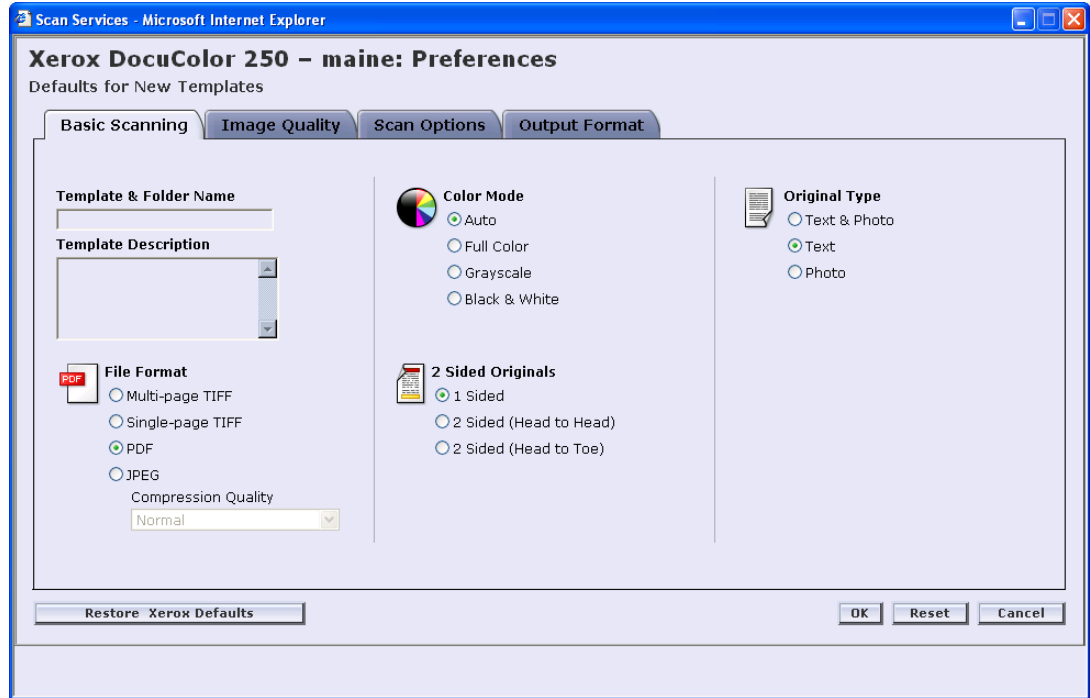 Scan Services - Microsoft Internet Explorer
Xerox DocuColor 250 – maine: Preferences
Defaults for New Templates
Basic Scanning
Image Quality
Scan Options
Output Format
Template & Folder Name
Template Description
PDF
File Format
Multi-page TIFF
Single-page TIFF
PDF
JPEG
Compression Quality
Normal
Color Mode
Auto
Full Color
Grayscale
Black & White
2 Sided Originals
1 Sided
2 Sided (Head to Head)
2 Sided (Head to Toe)
Original Type
Text & Photo
Text
Photo
Restore Xerox Defaults
OK
Reset
Cancel